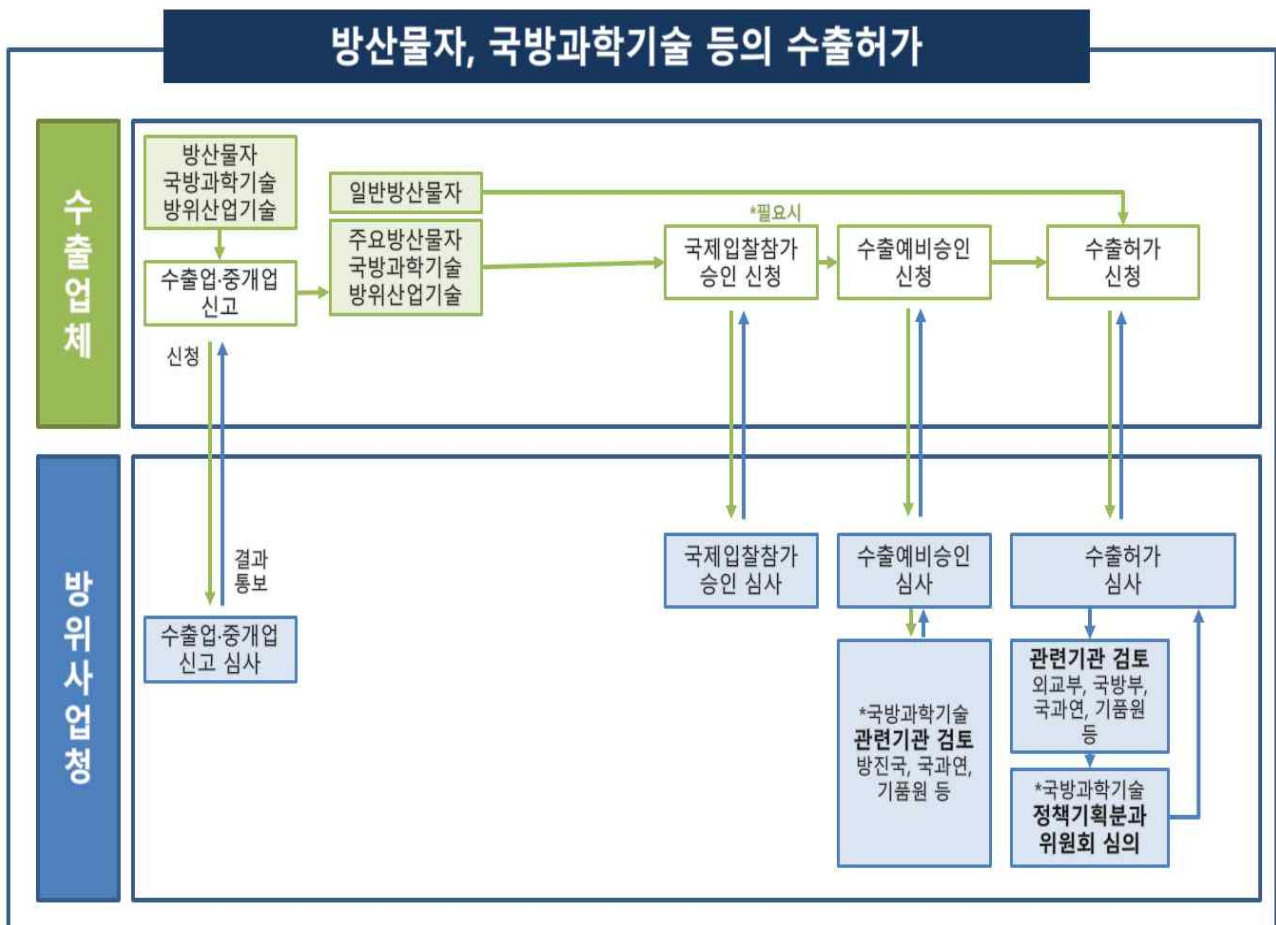 방산물자, 국방과학기술 등의 수출허가
수출업체
방산물자
국방과학기술
방위산업기술
수출업·중개업
신고
일반방산물자
주요방산물자
국방과학기술
방위산업기술
*필요시
국제입찰참가
승인 신청
수출예비승인
신청
수출허가
신청
신청
결과
통보
방위사업청
수출업·중개업
신고 심사
국제입찰참가
승인 심사
수출예비승인
심사
수출허가
심사
*국방과학기술
관련기관 검토
방진국, 국과연,
기품원 등
관련기관 검토
외교부, 국방부,
국과연, 기품원
등
*국방과학기술
정책기획분과
위원회 심의